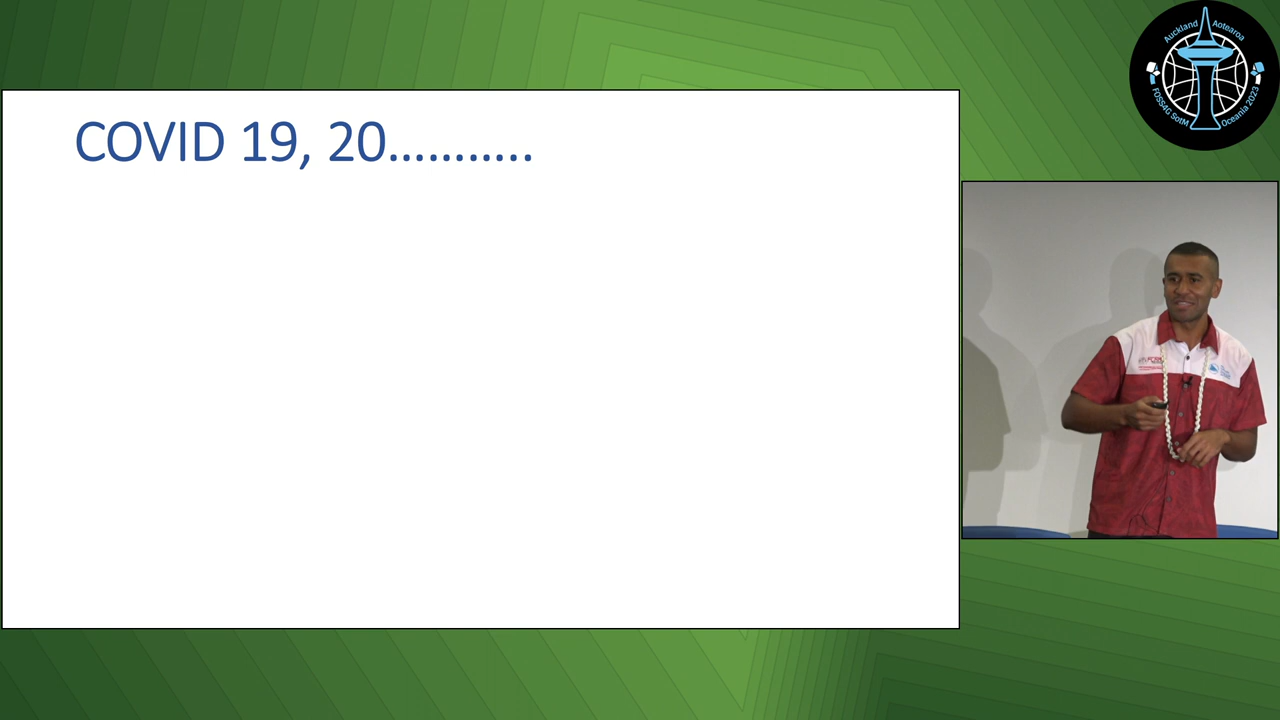 COVID 19, 20...........
Auckland Aotearoa
FOSS4G SotM Oceania 2023